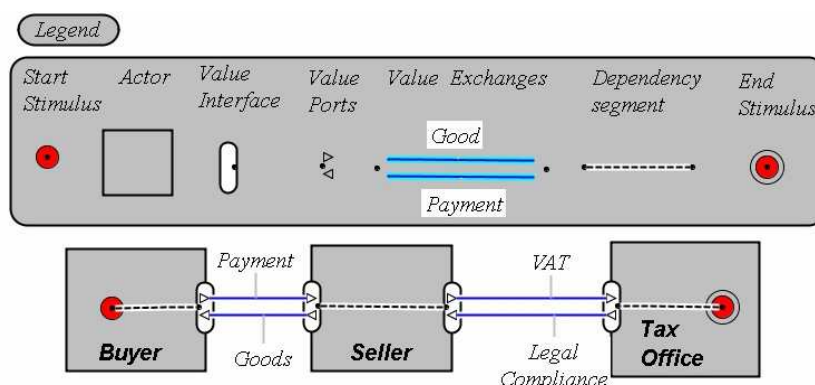 Legend
Start Stimulus
Actor
Value Interface
Value Ports
Value Exchanges
Dependency segment
End Stimulus
Good
Payment
Payment
VAT
Buyer
Goods
Seller
Legal Compliance
Tax Office